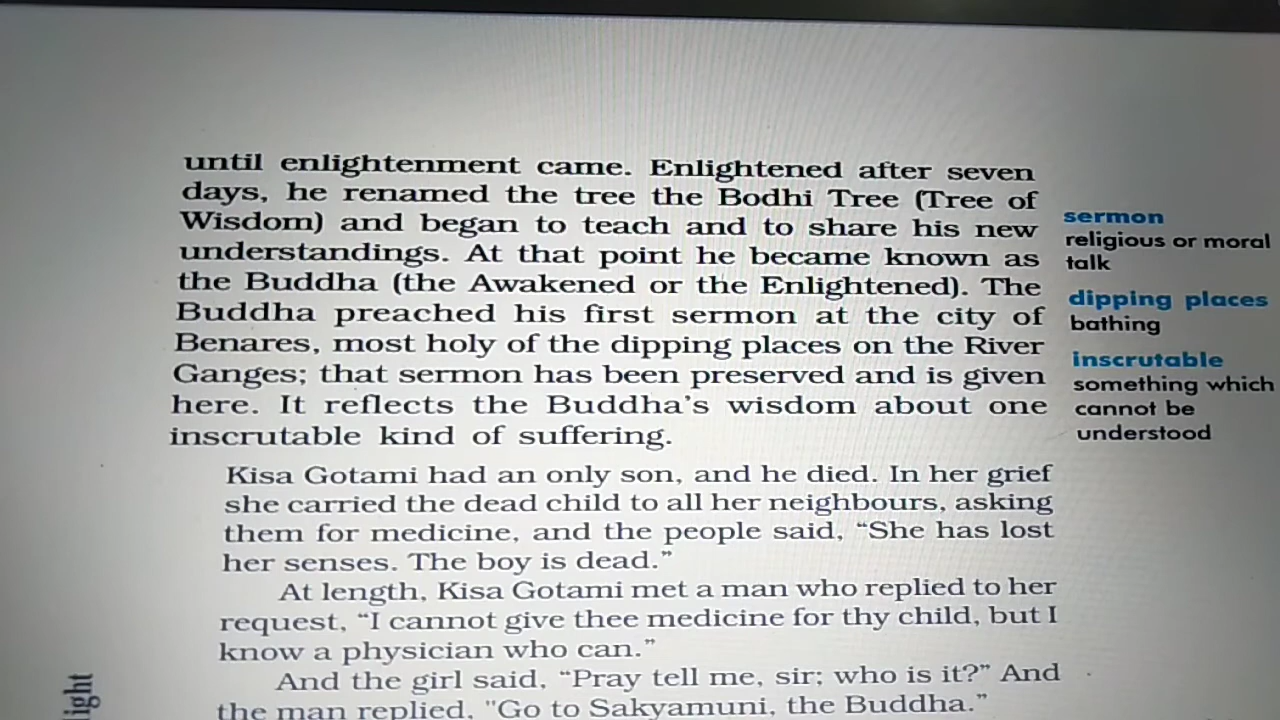 until enlightenment came. Enlightened after seven
days, he renamed the tree the Bodhi Tree (Tree of
Wisdom) and began to teach and to share his new
understandings. At that point he became known as
the Buddha (the Awakened or the Enlightened). The
Buddha preached his first sermon at the city of
Benares, most holy of the dipping places on the River
Ganges; that sermon has been preserved and is given
here. It reflects the Buddha's wisdom about one
inscrutable kind of suffering.
Kisa Gotami had an only son, and he died. In her grief
she carried the dead child to all her neighbours, asking
them for medicine, and the people said, “She has lost
her senses. The boy is dead.”
At length, Kisa Gotami met a man who replied to her
request, “I cannot give thee medicine for thy child, but I
know a physician who can.”
And the girl said, “Pray tell me, sir; who is it?” And
the man replied, "Go to Sakyamuni, the Buddha.”
sermon
religious or moral
talk
dipping places
bathing
inscrutable
something which
cannot be
understood
ight